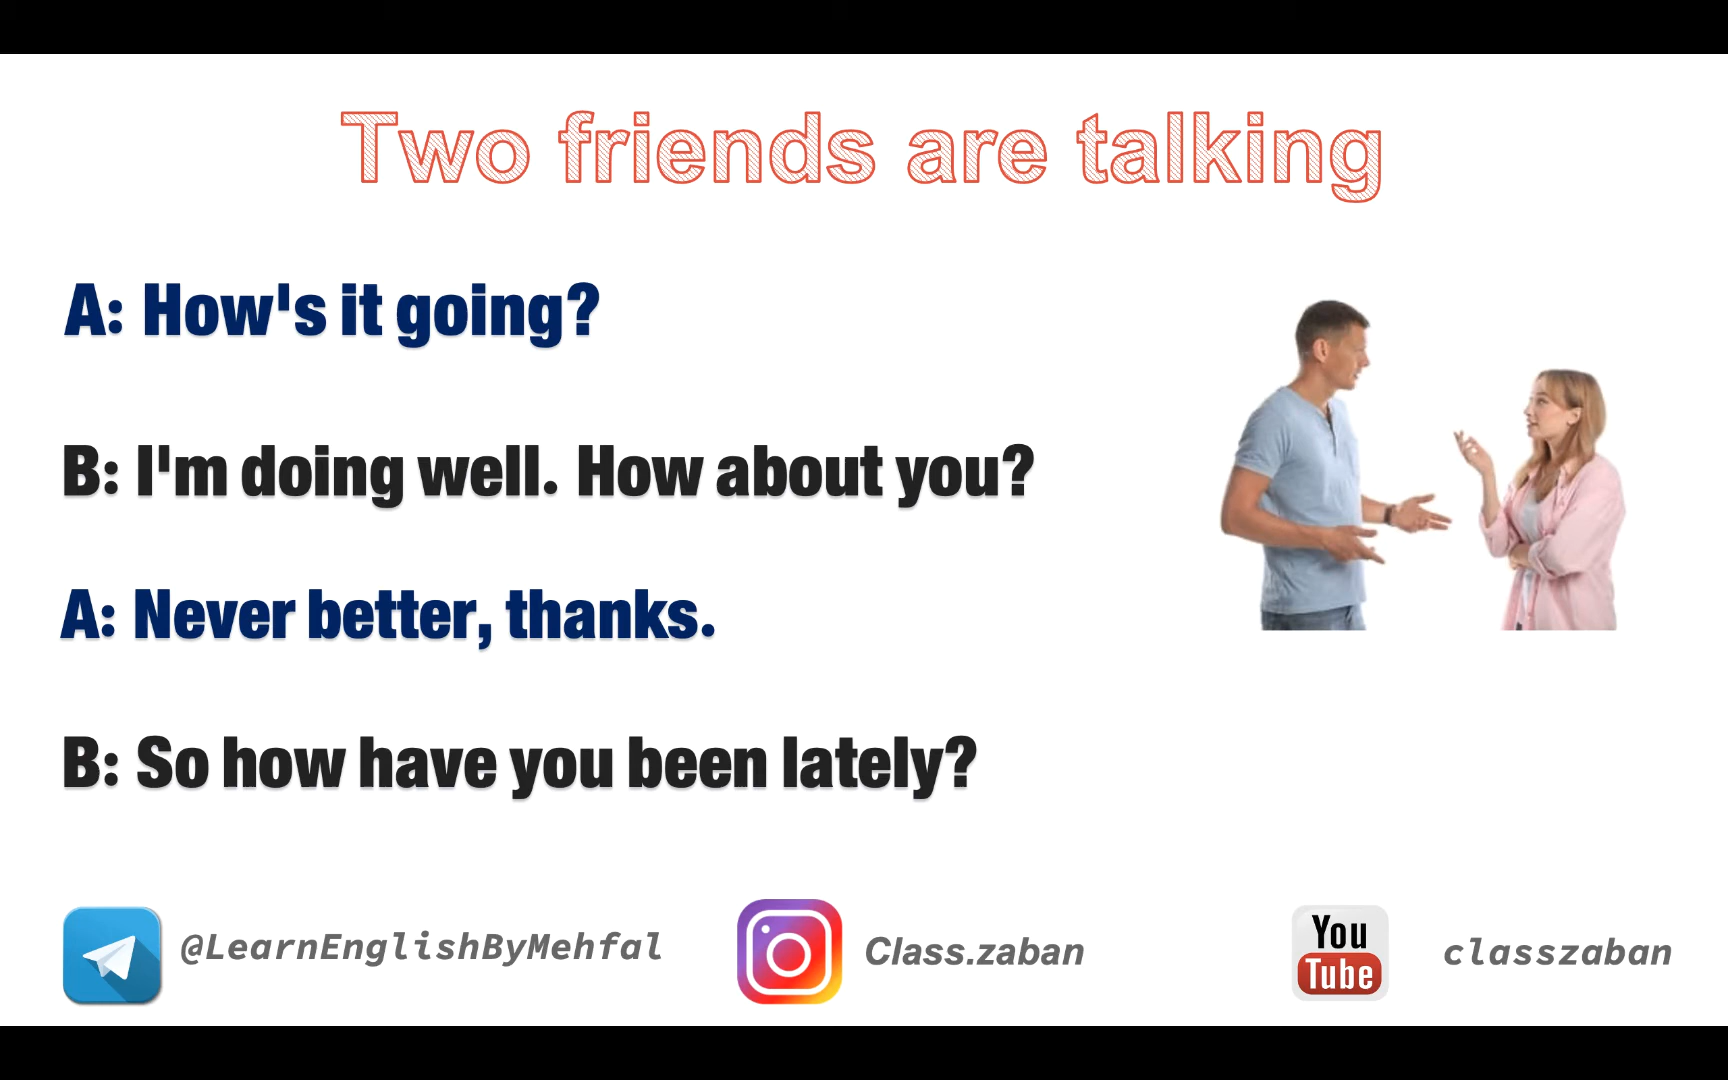 Two friends are talking
A: How's it going?
B: I'm doing well. How about you?
A: Never better, thanks.
B: So how have you been lately?
@LearnEnglishByMehfal
Class.zaban
You
Tube
classzaban